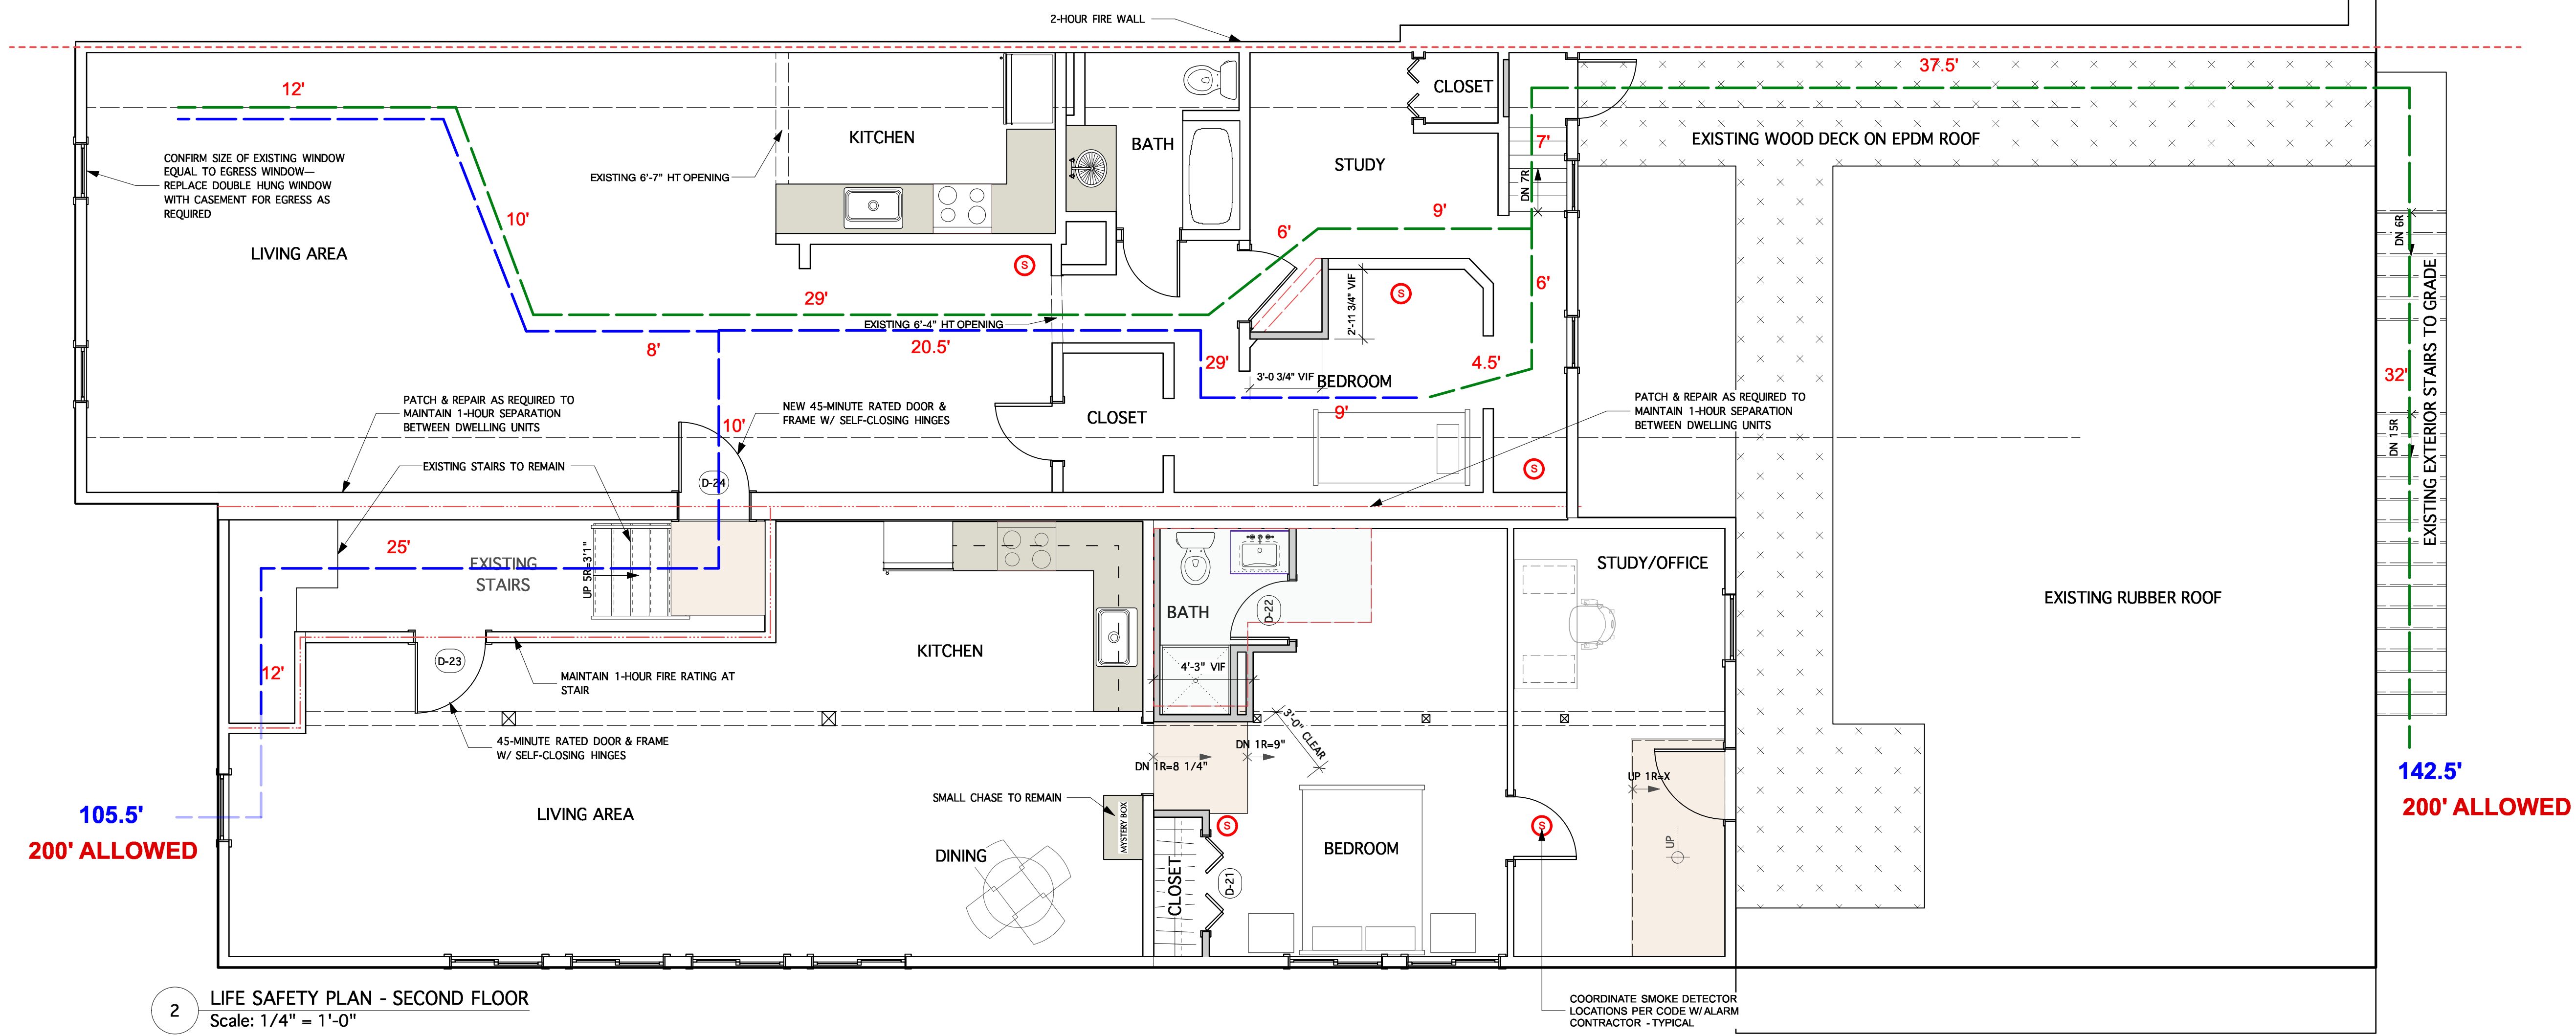 2-HOUR FIRE WALL
12'
37.5'
KITCHEN
CLOSET
BATH
STUDY
7'
EXISTING WOOD DECK ON EPDM ROOF
CONFIRM SIZE OF EXISTING WINDOW
EQUAL TO EGRESS WINDOW—
REPLACE DOUBLE HUNG WINDOW
WITH CASEMENT FOR EGRESS AS
REQUIRED
EXISTING 6'-7" HT OPENING
DN 7R
10'
9'
6'
DN 6R
LIVING AREA
S
S
6'
29'
2'-11 3/4" VIF
EXISTING 6'-4" HT OPENING
8'
20.5'
29'
4.5'
3'-0 3/4" VIF
BEDROOM
9'
32'
EXISTING EXTERIOR STAIRS TO GRADE
PATCH & REPAIR AS REQUIRED TO
MAINTAIN 1-HOUR SEPARATION
BETWEEN DWELLING UNITS
10'
NEW 45-MINUTE RATED DOOR &
FRAME W/ SELF-CLOSING HINGES
CLOSET
PATCH & REPAIR AS REQUIRED TO
MAINTAIN 1-HOUR SEPARATION
BETWEEN DWELLING UNITS
DN 15R
EXISTING STAIRS TO REMAIN
D-24
S
25'
EXISTING
STAIRS
UP 5R=3'1"
STUDY/OFFICE
BATH
D-22
EXISTING RUBBER ROOF
D-23
KITCHEN
12'
MAINTAIN 1-HOUR FIRE RATING AT
STAIR
4'-3" VIF
45-MINUTE RATED DOOR & FRAME
W/ SELF-CLOSING HINGES
3'-0" CLEAR
DN 1R=9"
DN 1R=8 1/4"
UP 1R=X
142.5'
200' ALLOWED
SMALL CHASE TO REMAIN
MYSTERY BOX
105.5'
200' ALLOWED
LIVING AREA
S
S
UP
DINING
BEDROOM
CLOSET
D-21
2
LIFE SAFETY PLAN - SECOND FLOOR
Scale: 1/4" = 1'-0"
COORDINATE SMOKE DETECTOR
LOCATIONS PER CODE W/ ALARM
CONTRACTOR - TYPICAL